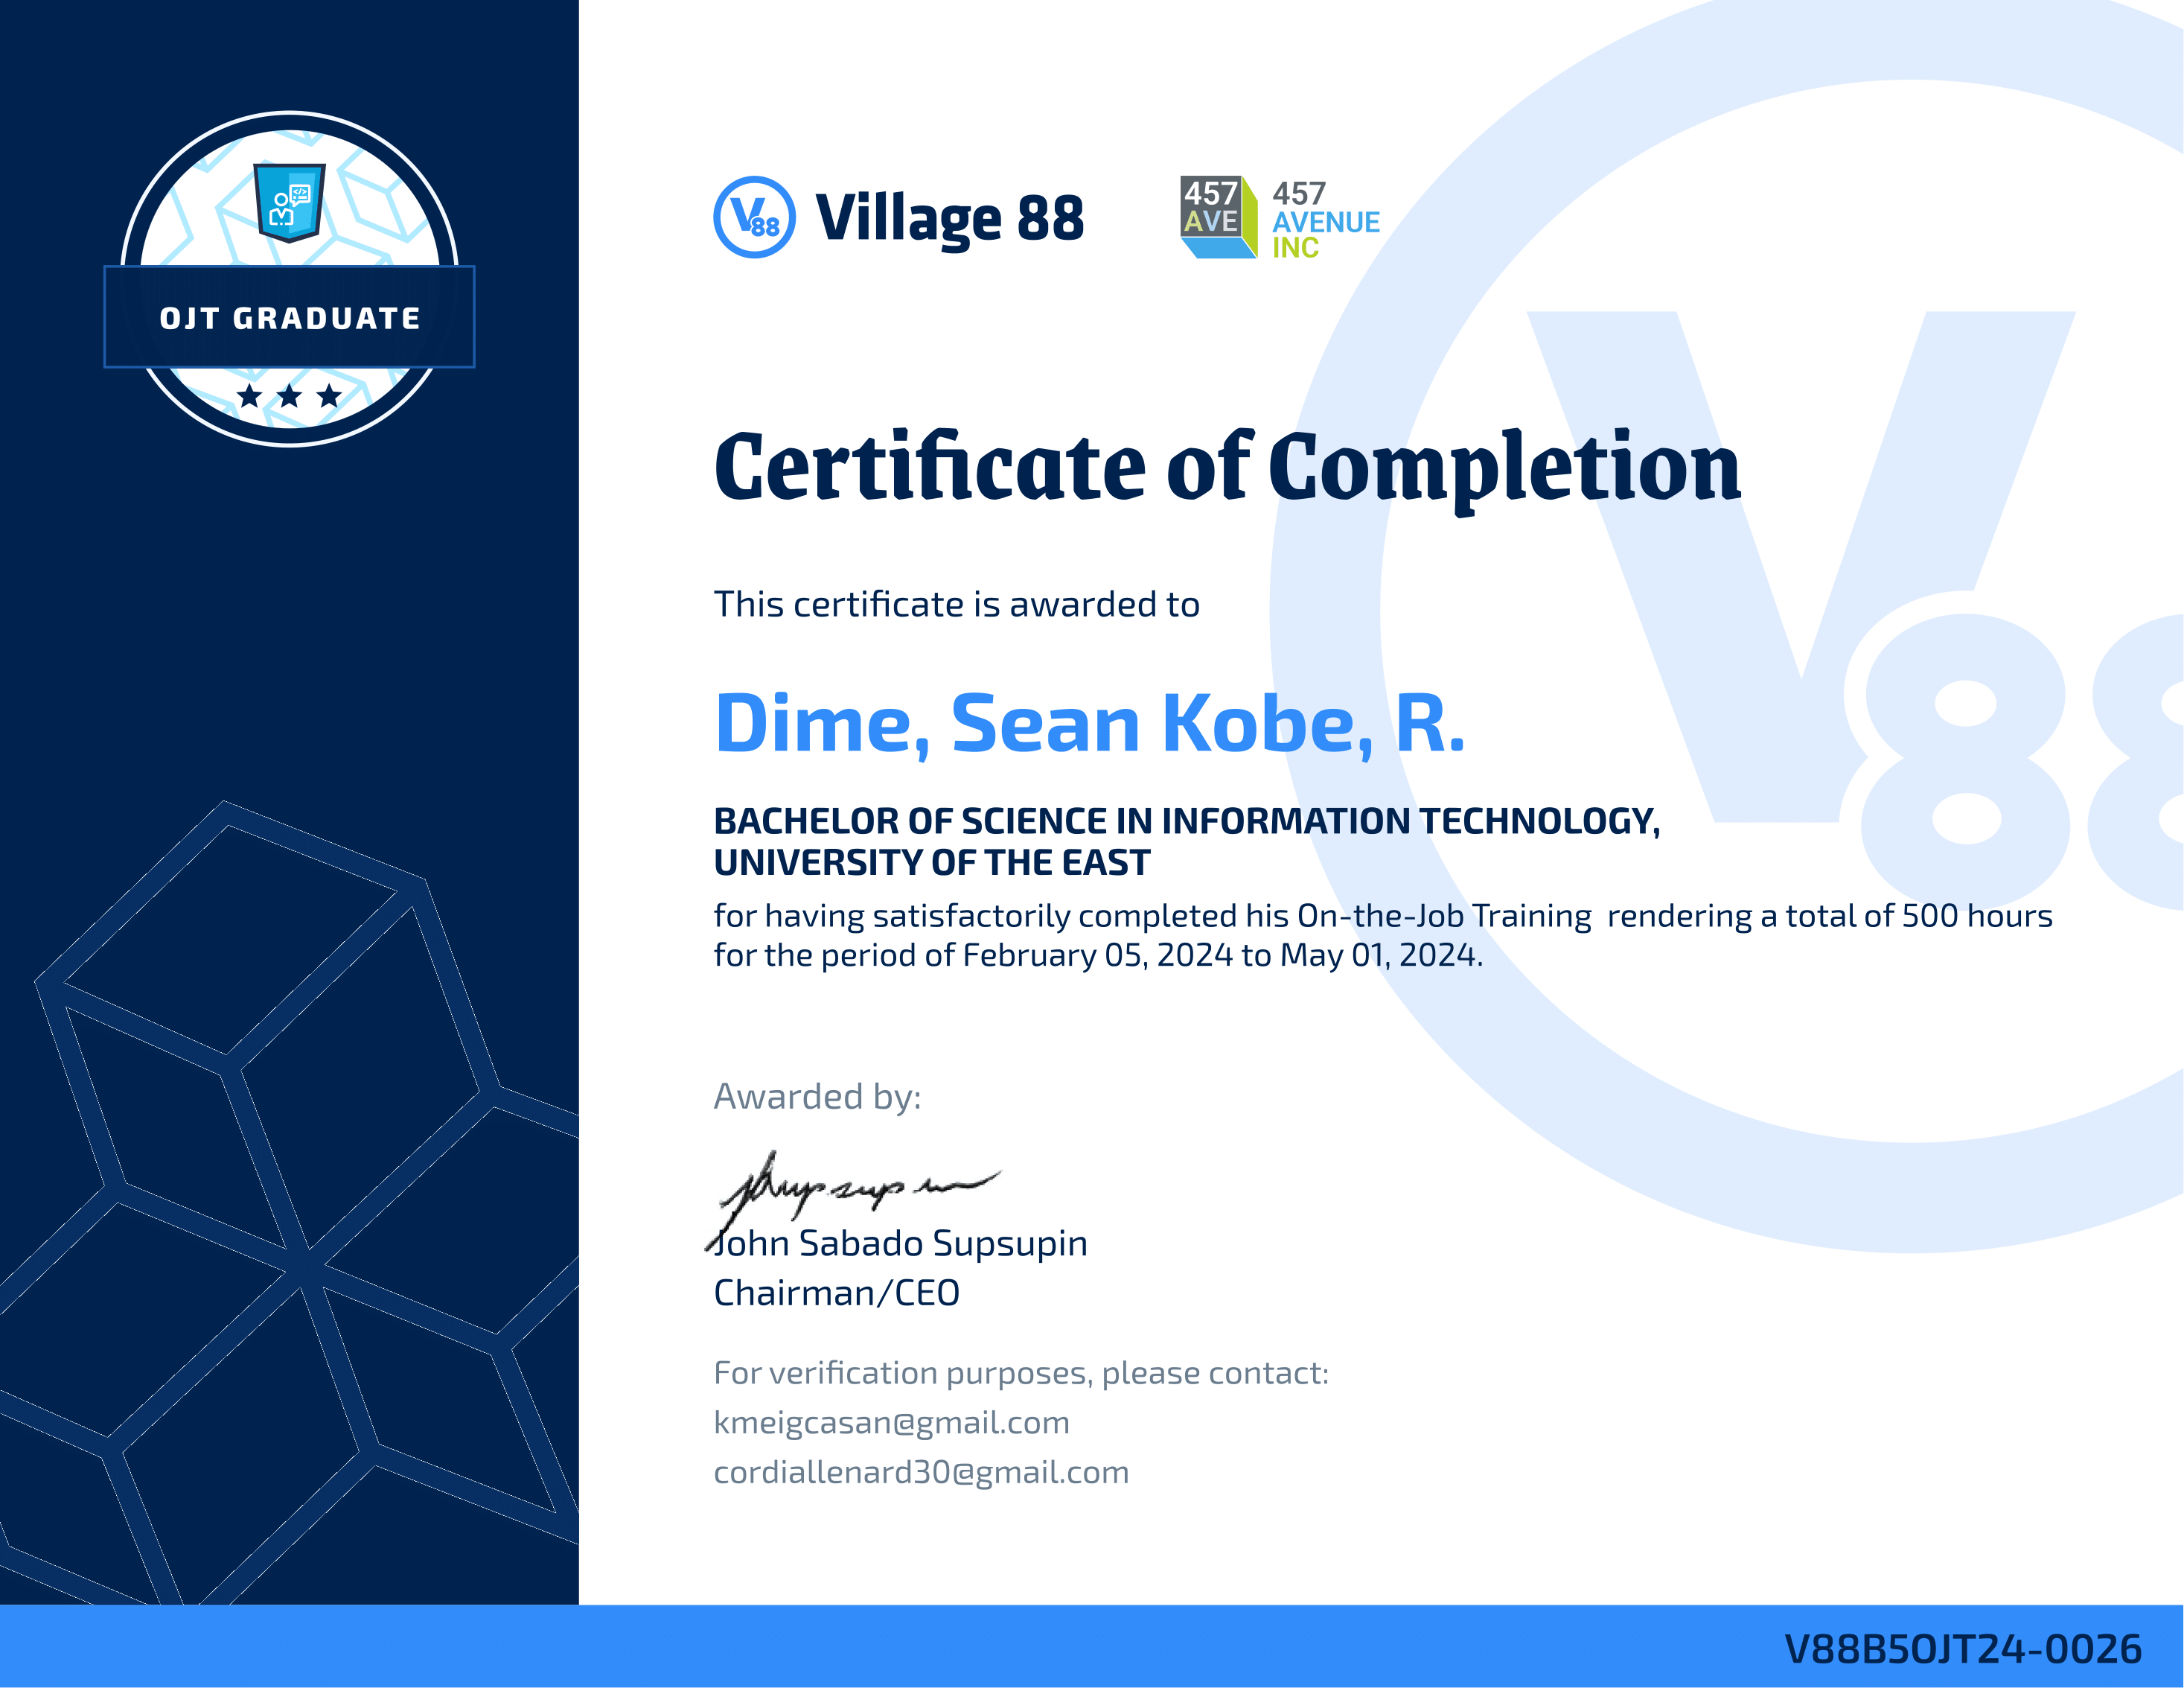 OJT GRADUATE
V88 Village 88
457 AVE
457 AVENUE INC
Certificate of Completion
This certificate is awarded to
Dime, Sean Kobe, R.
BACHELOR OF SCIENCE IN INFORMATION TECHNOLOGY,
UNIVERSITY OF THE EAST
for having satisfactorily completed his On-the-Job Training  rendering a total of 500 hours
for the period of February 05, 2024 to May 01, 2024.
Awarded by:
John Sabado Supsupin
Chairman/CEO
For verification purposes, please contact:
kmeigcasan@gmail.com
cordiallenard30@gmail.com
V88B5OJT24-0026